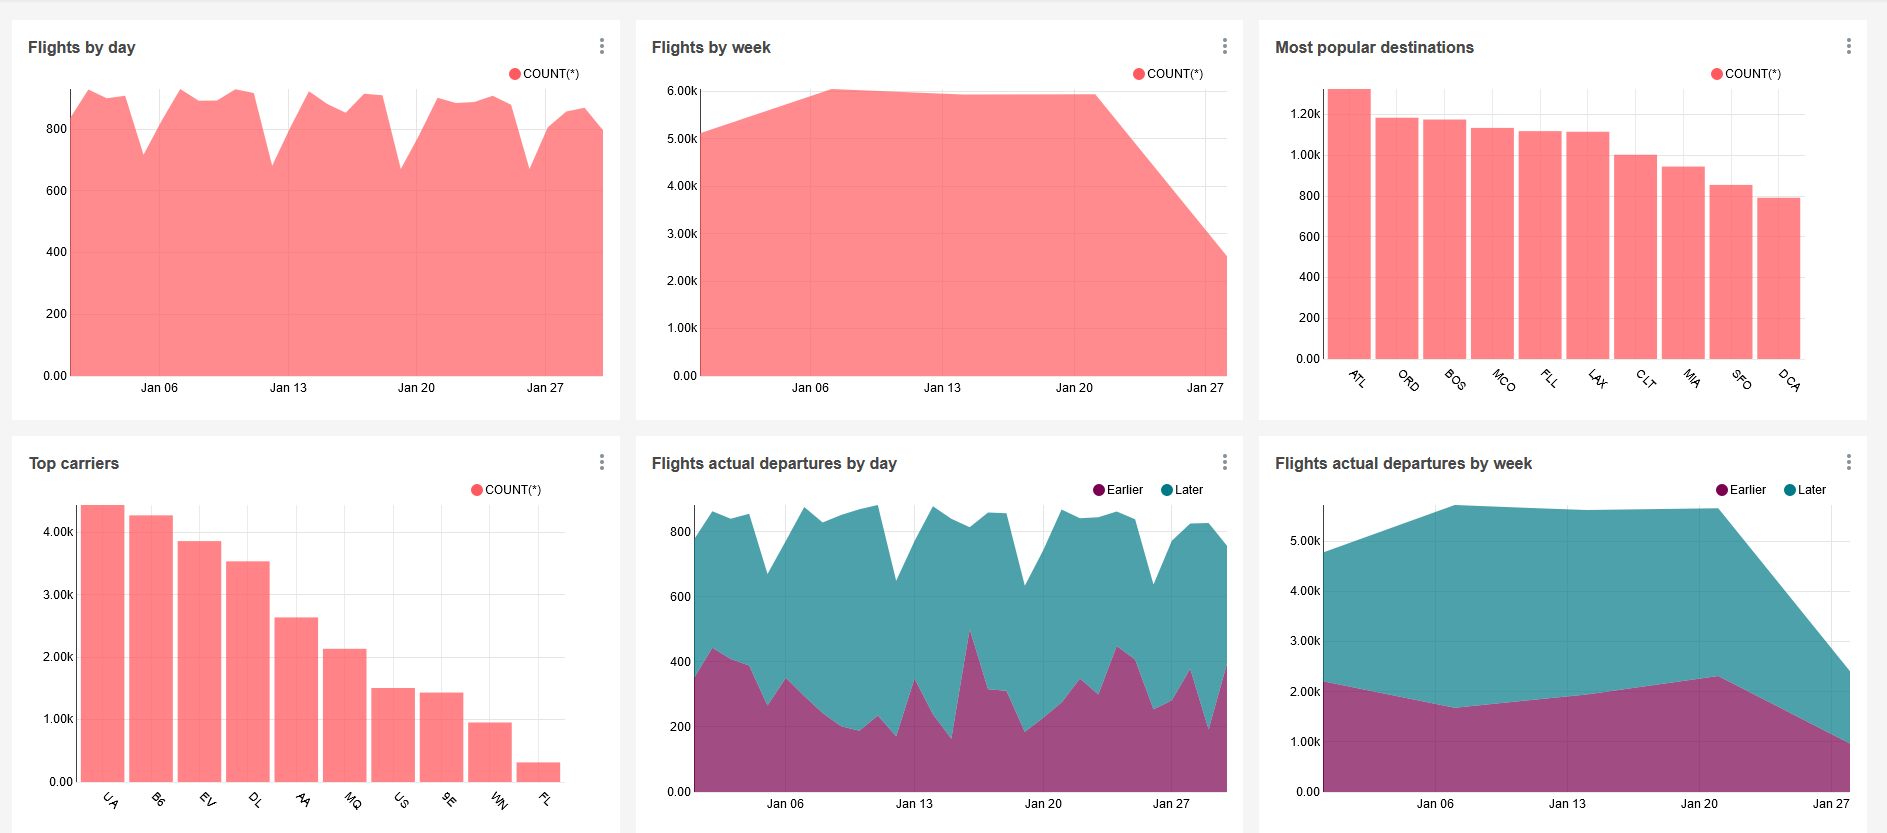 Flights by day
COUNT(*)
800
600
400
200
0.00
Jan 06 Jan 13 Jan 20 Jan 27
Flights by week
COUNT(*)
6.00k
5.00k
4.00k
3.00k
2.00k
1.00k
0.00
Jan 06 Jan 13 Jan 20 Jan 27
Most popular destinations
COUNT(*)
1.20k
1.00k
800
600
400
200
0.00
ATL ORD BOS MCO FLL LAX CLT MIA SFO DCA
Top carriers
COUNT(*)
4.00k
3.00k
2.00k
1.00k
0.00
UA B6 EV DL AA MQ US 9E WN FL
Flights actual departures by day
Earlier Later
800
600
400
200
0.00
Jan 06 Jan 13 Jan 20 Jan 27
Flights actual departures by week
Earlier Later
5.00k
4.00k
3.00k
2.00k
1.00k
0.00
Jan 06 Jan 13 Jan 20 Jan 27